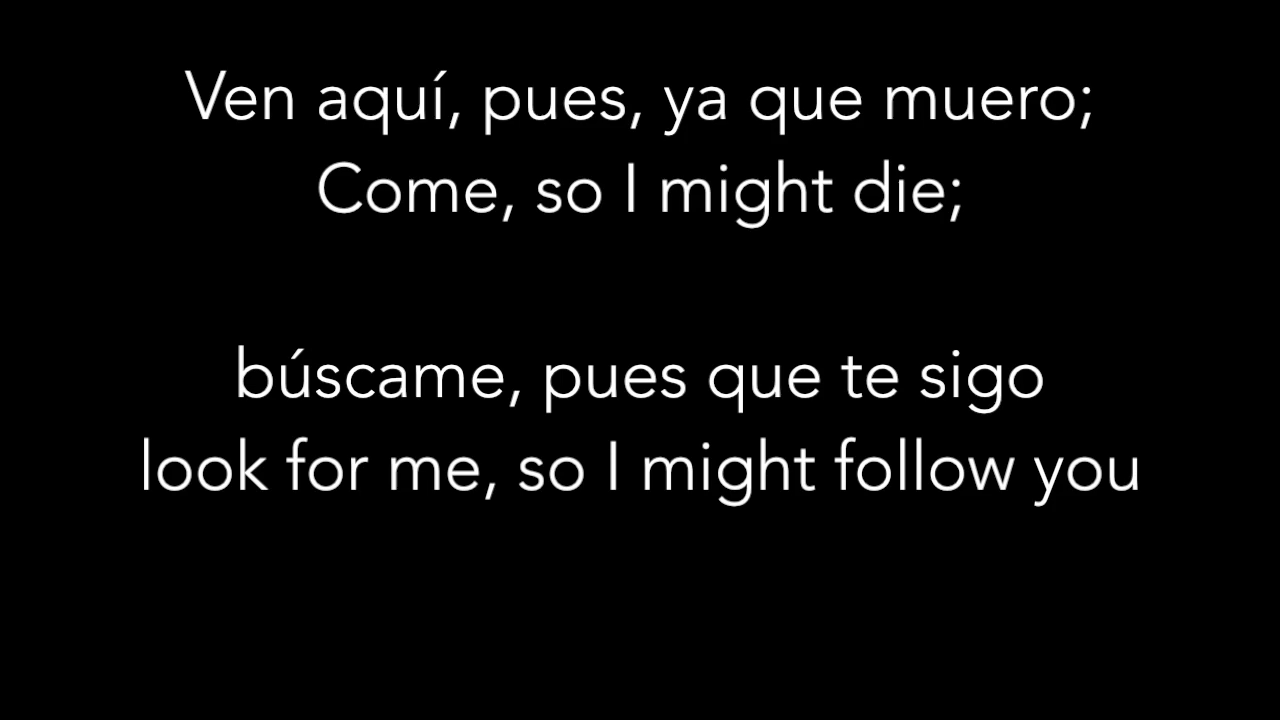 Ven aquí, pues, ya que muero;
Come, so I might die;
búscame, pues que te sigo
look for me, so I might follow you